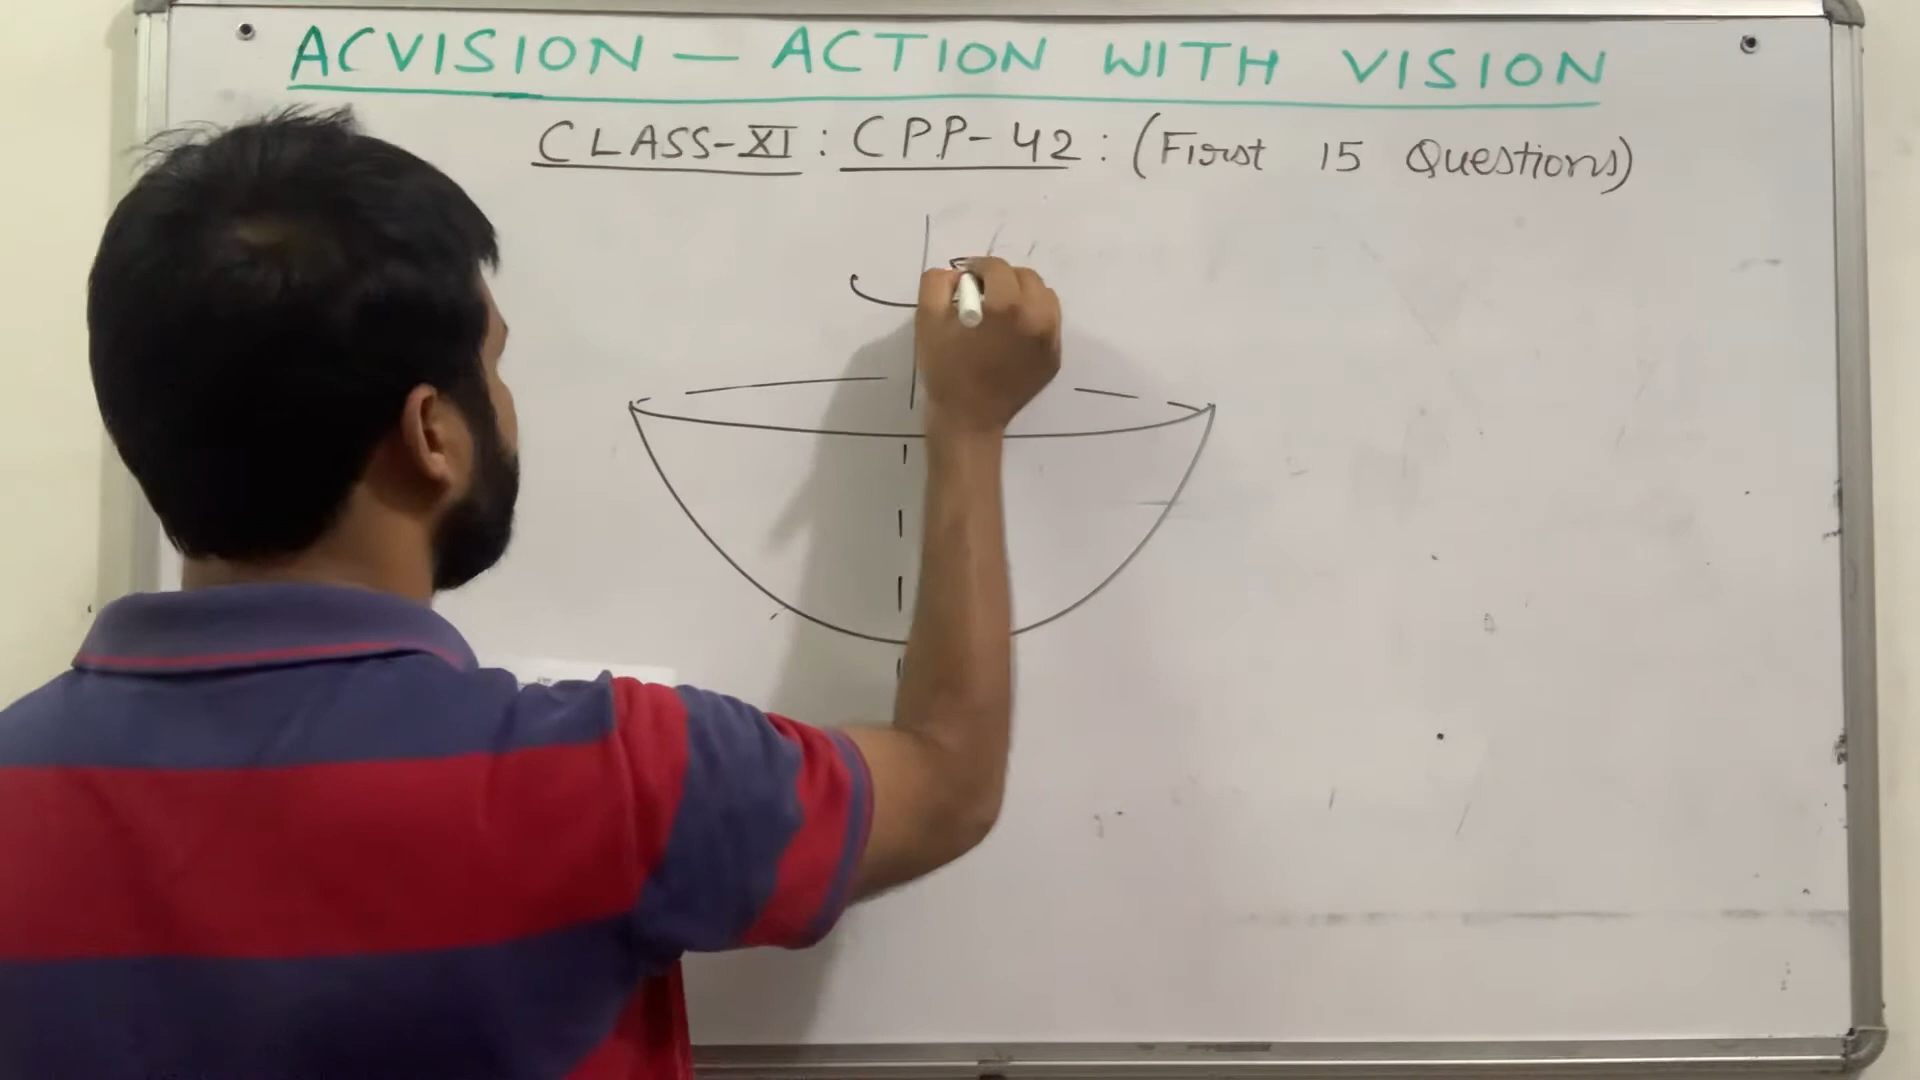 ACVISION — ACTION WITH VISION
CLASS-XI : CPP-42 : (First 15 Questions)